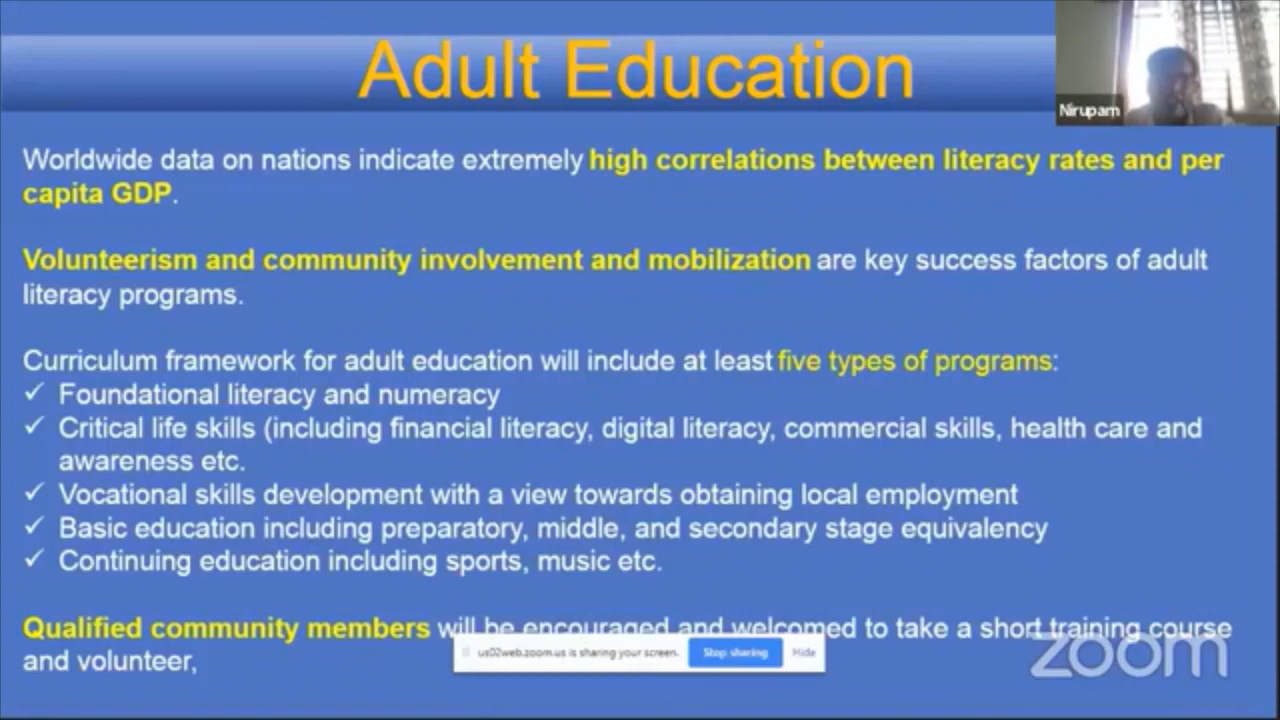 Adult Education
Nirupam
Worldwide data on nations indicate extremely high correlations between literacy rates and per
capita GDP.
Volunteerism and community involvement and mobilization are key success factors of adult
literacy programs.
Curriculum framework for adult education will include at least five types of programs:
✓ Foundational literacy and numeracy
✓ Critical life skills (including financial literacy, digital literacy, commercial skills, health care and
awareness etc.
✓ Vocational skills development with a view towards obtaining local employment
✓ Basic education including preparatory, middle, and secondary stage equivalency
✓ Continuing education including sports, music etc.
Qualified community members will be encouraged and welcomed to take a short training course
and volunteer,
us02web.zoom.us is sharing your screen. Stop sharing Hide
zoom